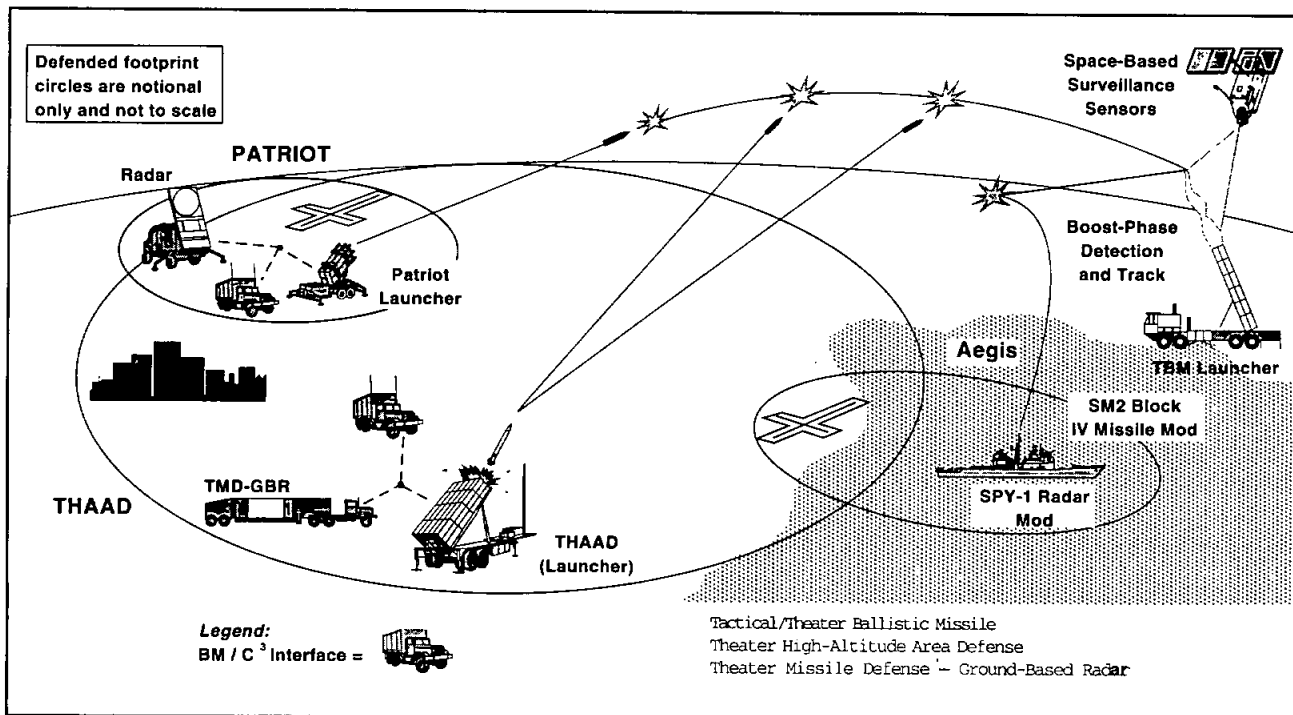 Defended footprint
circles are notional
only and not to scale
PATRIOT
Radar
Patriot
Launcher
Space-Based
Surveillance
Sensors
Boost-Phase
Detection
and Track
TBM Launcher
Aegis
SM2 Block
IV Missile Mod
SPY-1 Radar
Mod
TMD-GBR
THAAD
THAAD
(Launcher)
Legend:
BM / C³ Interface =
Tactical/Theater Ballistic Missile
Theater High-Altitude Area Defense
Theater Missile Defense – Ground-Based Radar